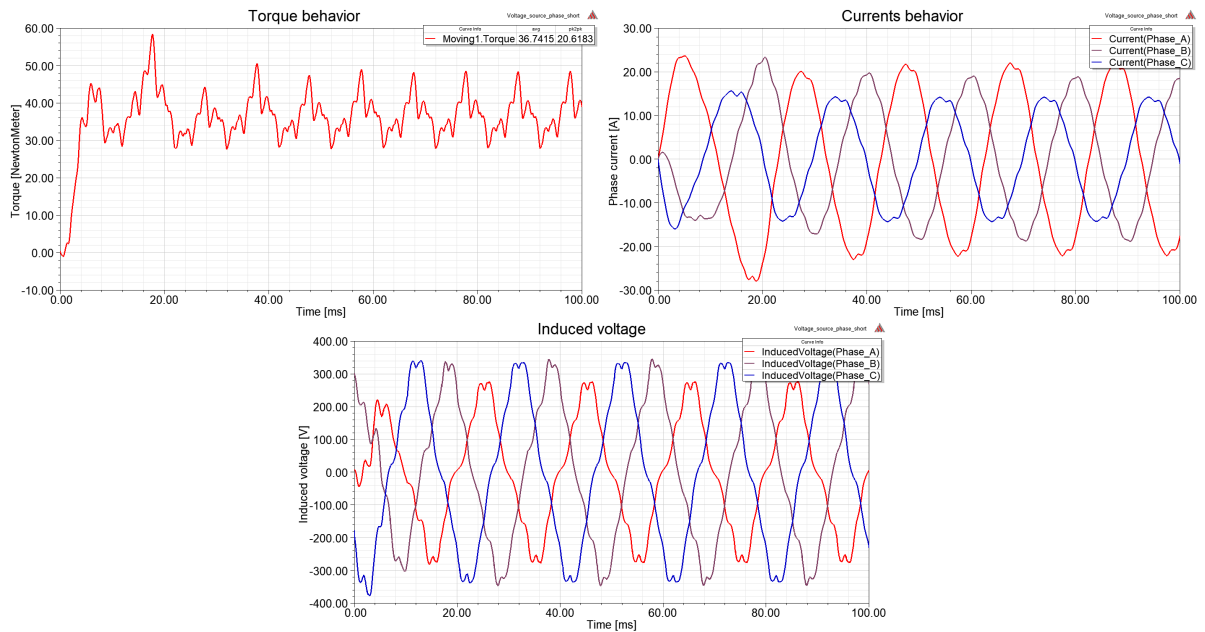 Torque behavior
Voltage_source_phase_short
Curve Info avg pk2pk
Moving1.Torque 36.7415 20.6183
60.00
50.00
40.00
30.00
20.00
10.00
0.00
-10.00
Torque [NewtonMeter]
0.00 20.00 40.00 60.00 80.00 100.00
Time [ms]
Currents behavior
Voltage_source_phase_short
Curve Info
Current(Phase_A)
Current(Phase_B)
Current(Phase_C)
30.00
20.00
10.00
0.00
-10.00
-20.00
-30.00
Phase current [A]
0.00 20.00 40.00 60.00 80.00 100.00
Time [ms]
Induced voltage
Voltage_source_phase_short
Curve Info
InducedVoltage(Phase_A)
InducedVoltage(Phase_B)
InducedVoltage(Phase_C)
400.00
300.00
200.00
100.00
0.00
-100.00
-200.00
-300.00
-400.00
Induced voltage [V]
0.00 20.00 40.00 60.00 80.00 100.00
Time [ms]